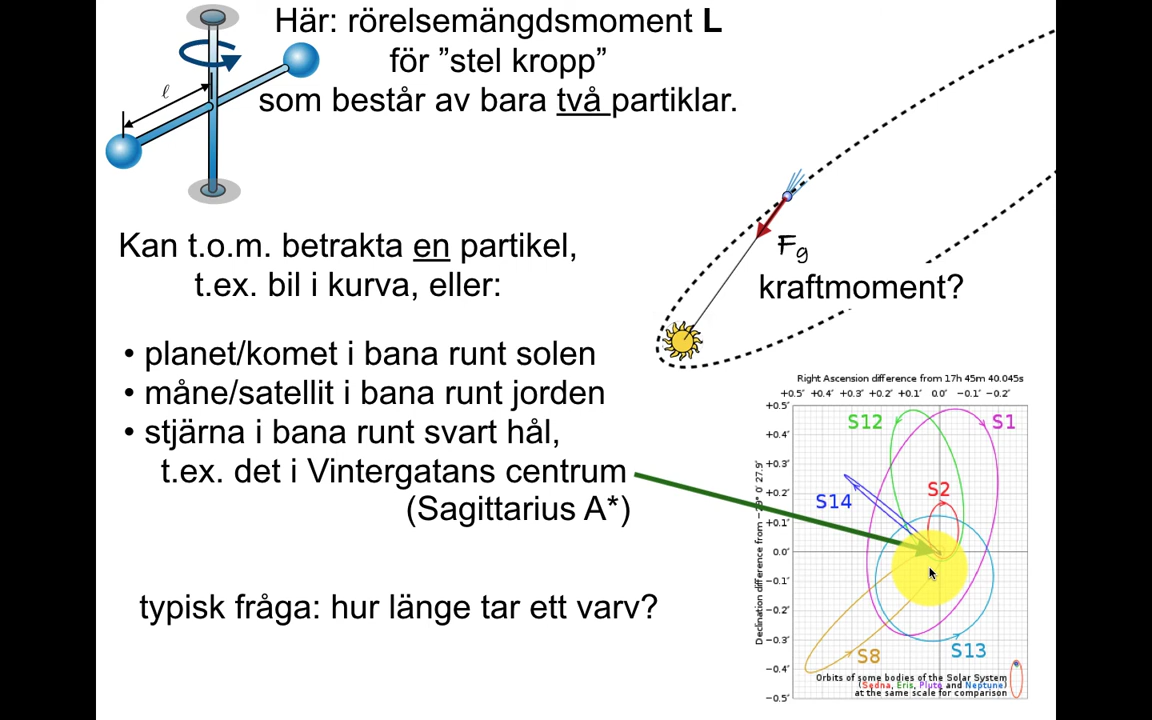 Här: rörelsemängdsmoment L
för ”stel kropp”
som består av bara två partiklar.
ℓ
Kan t.o.m. betrakta en partikel,
t.ex. bil i kurva, eller:
• planet/komet i bana runt solen
• måne/satellit i bana runt jorden
• stjärna i bana runt svart hål,
t.ex. det i Vintergatans centrum
(Sagittarius A*)
typisk fråga: hur länge tar ett varv?
Fg
kraftmoment?
Right Ascension difference from 17h 45m 40.045s
+0.5" +0.4" +0.3" +0.2" +0.1" 0.0" −0.1" −0.2"
Declination difference from
+0.5"
+0.4"
+0.3"
+0.2"
+0.1"
0.0"
−0.1"
−0.2"
−0.3"
−0.4"
−0.5"
S12
S1
S2
S14
S13
S8
Orbits of some bodies of the Solar System
(Sedna, Eris, Pluto and Neptune)
at the same scale for comparison